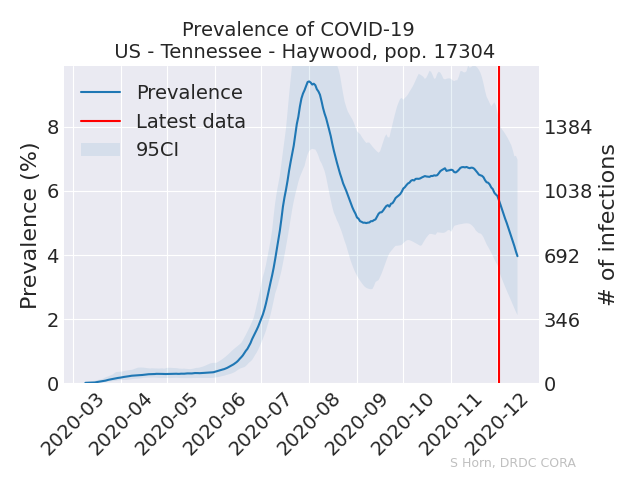 Prevalence of COVID-19
US - Tennessee - Haywood, pop. 17304
Prevalence
Latest data
95CI
Prevalence (%)
8
6
4
2
0
1384
1038
692
346
0
# of infections
2020-03
2020-04
2020-05
2020-06
2020-07
2020-08
2020-09
2020-10
2020-11
2020-12
S Horn, DRDC CORA